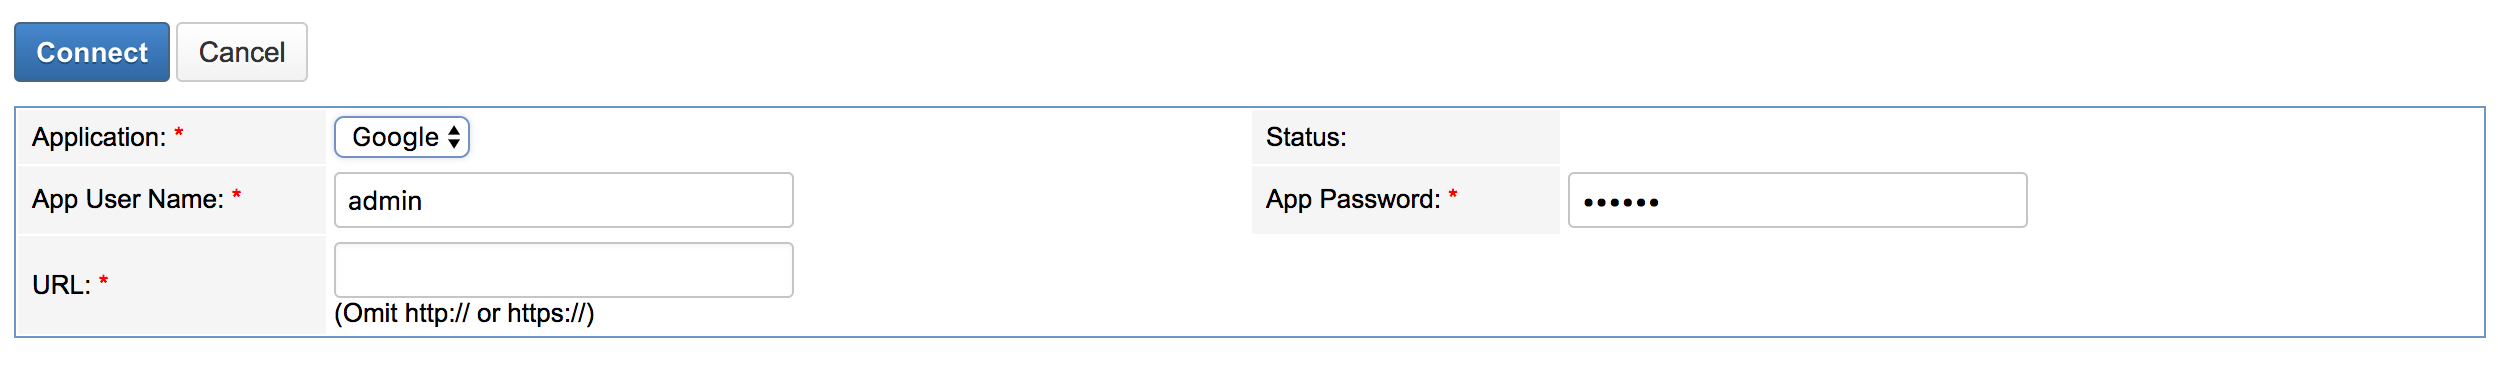 Connect Cancel
Application: * Google Status:
App User Name: * admin App Password: * ••••••
URL: *
(Omit http:// or https://)